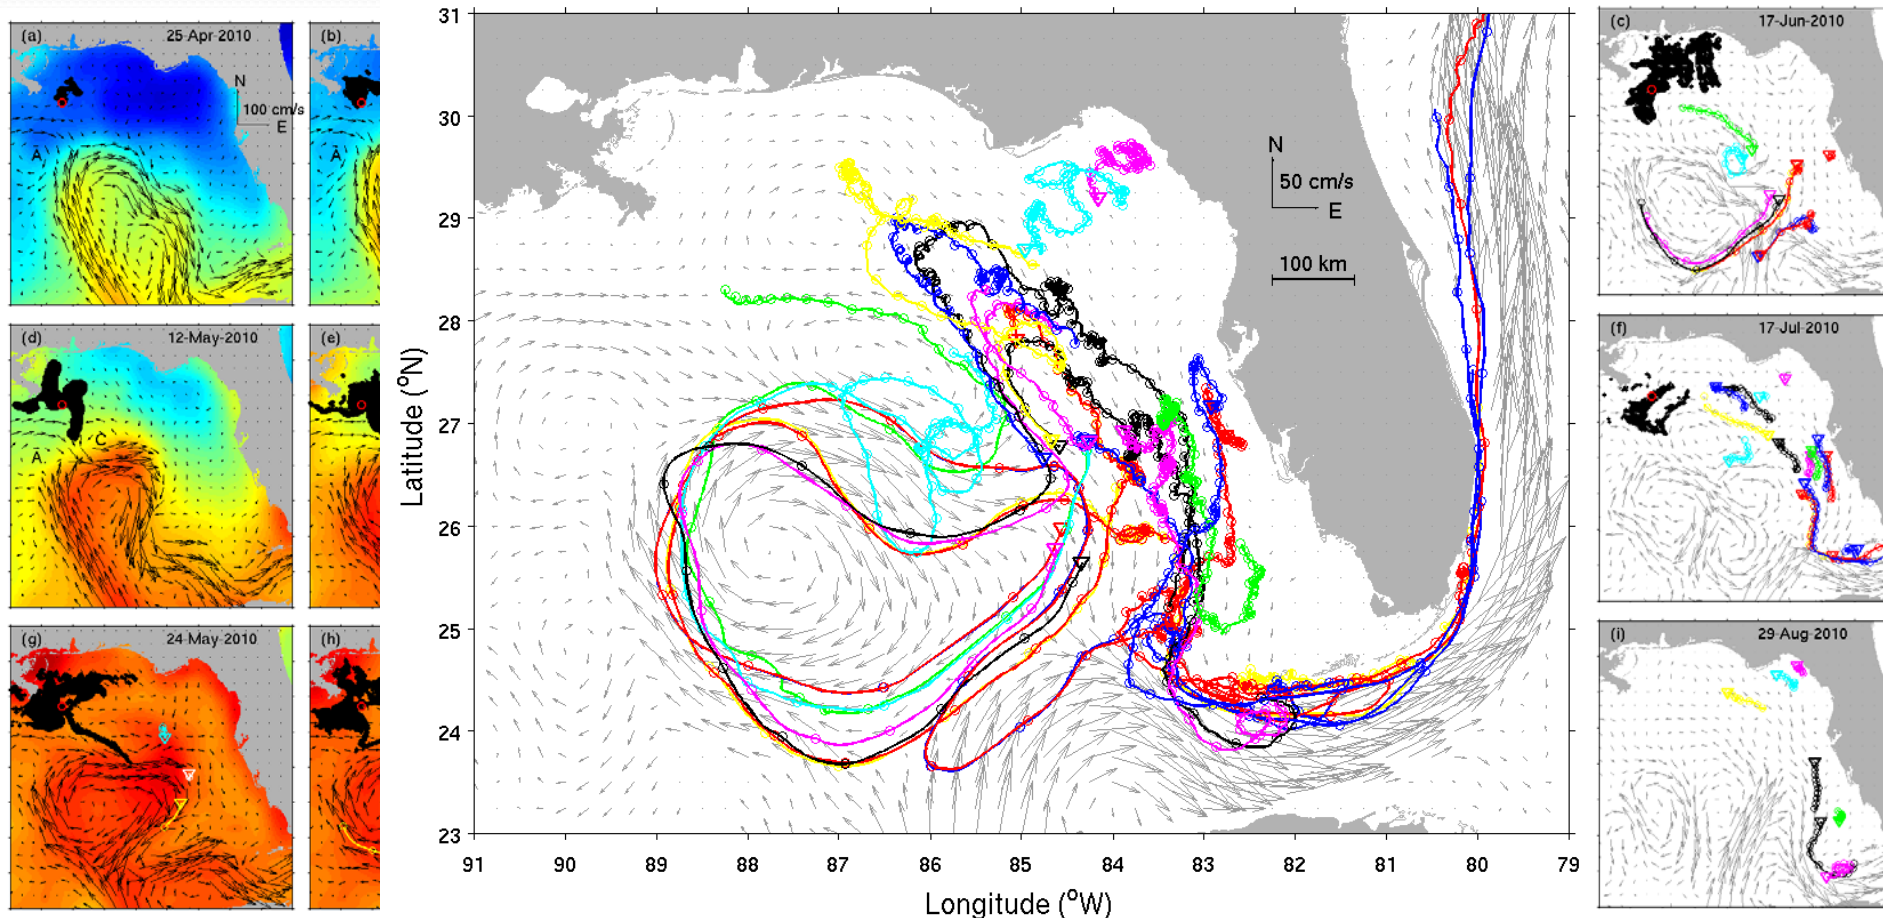 (a) 25-Apr-2010
N
100 cm/s
E
A
(b)
A
(d) 12-May-2010
C
A
(e)
(g) 24-May-2010
(h)
31
30
29
28
27
26
25
24
23
Latitude (°N)
N
50 cm/s
E
100 km
91 90 89 88 87 86 85 84 83 82 81 80 79
Longitude (°W)
(c) 17-Jun-2010
(f) 17-Jul-2010
(i) 29-Aug-2010